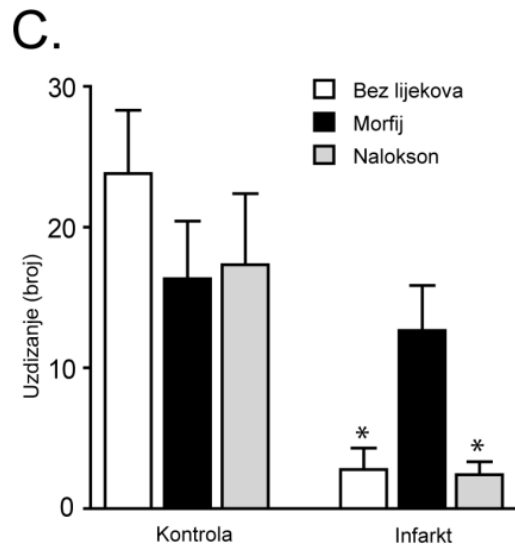 C.
30
20
10
0
Uzdizanje (broj)
Bez lijekova
Morfij
Nalokson
*
*
Kontrola
Infarkt